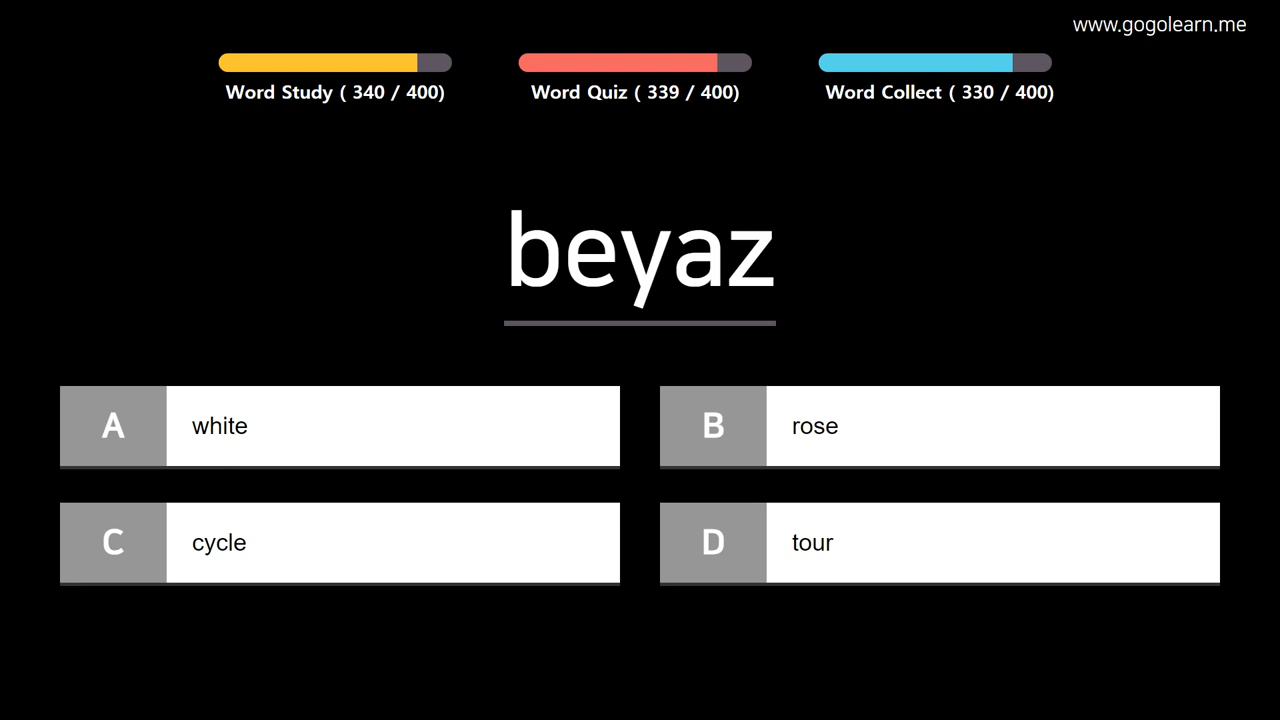 www.gogolearn.me
Word Study ( 340 / 400)
Word Quiz ( 339 / 400)
Word Collect ( 330 / 400)
beyaz
A white
B rose
C cycle
D tour